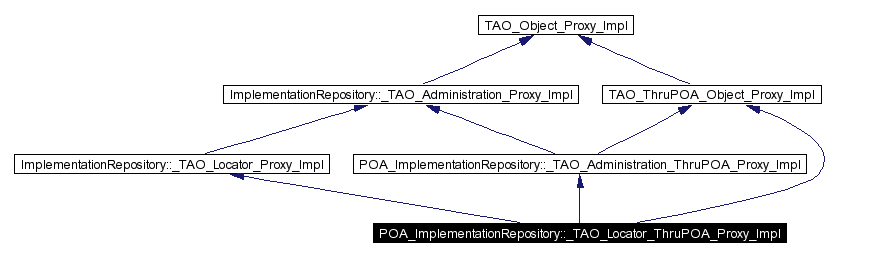 TAO_Object_Proxy_Impl
ImplementationRepository::_TAO_Administration_Proxy_Impl
TAO_ThruPOA_Object_Proxy_Impl
ImplementationRepository::_TAO_Locator_Proxy_Impl
POA_ImplementationRepository::_TAO_Administration_ThruPOA_Proxy_Impl
POA_ImplementationRepository::_TAO_Locator_ThruPOA_Proxy_Impl